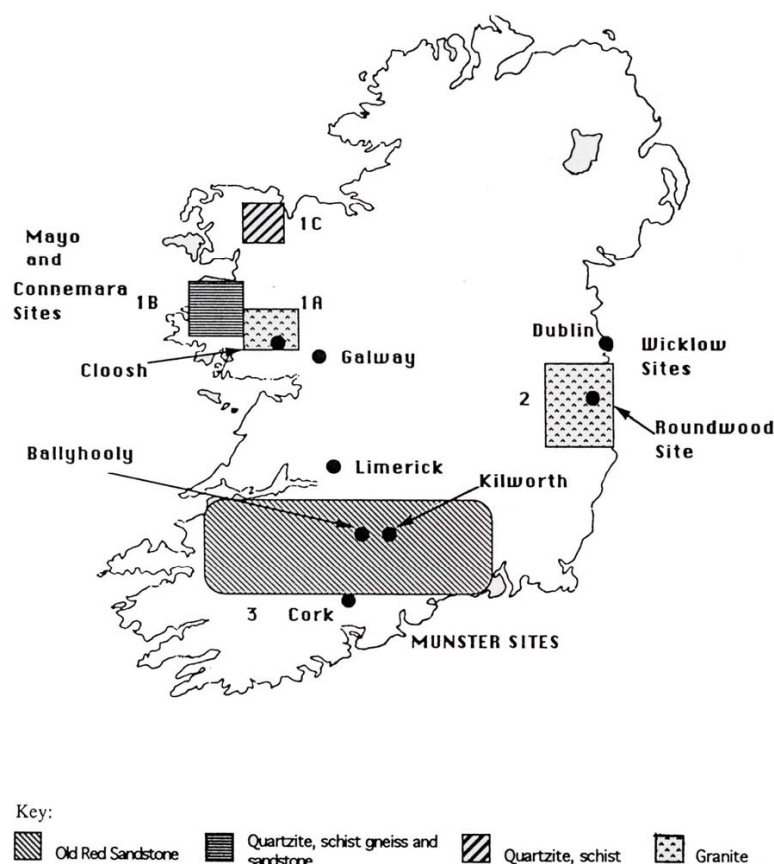 1C
Mayo
and
Connemara
Sites
1B
1A
Cloosh
Galway
Dublin
Wicklow
Sites
2
Roundwood
Site
Ballyhooly
Limerick
Kilworth
3
Cork
MUNSTER SITES
Key:
Old Red Sandstone
Quartzite, schist gneiss and
sandstone
Quartzite, schist
Granite